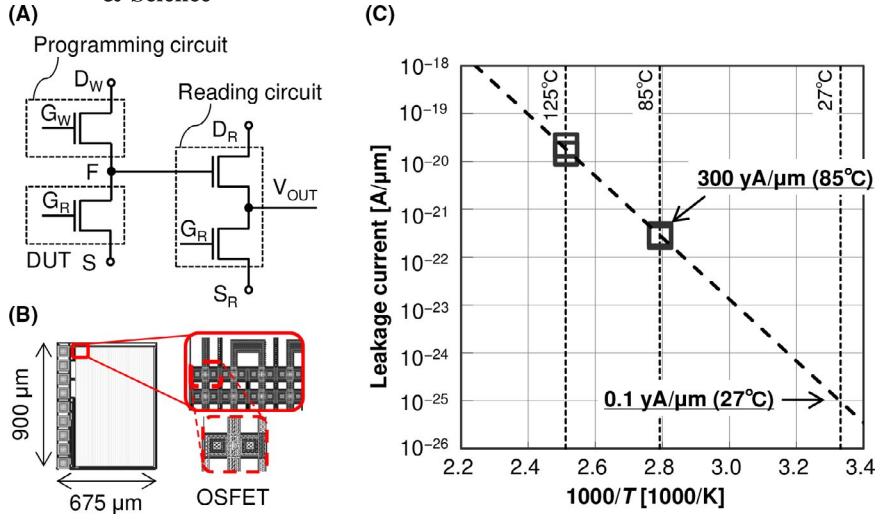 & Science
(A)
Programming circuit
D_W
G_W
Reading circuit
D_R
F
V_OUT
G_R
G_R
DUT S
S_R
(B)
900 µm
675 µm
OSFET
(C)
10⁻¹⁸
10⁻¹⁹
10⁻²⁰
10⁻²¹
10⁻²²
10⁻²³
10⁻²⁴
10⁻²⁵
10⁻²⁶
Leakage current [A/µm]
125°C
85°C
27°C
300 yA/µm (85°C)
0.1 yA/µm (27°C)
2.2 2.4 2.6 2.8 3.0 3.2 3.4
1000/T [1000/K]